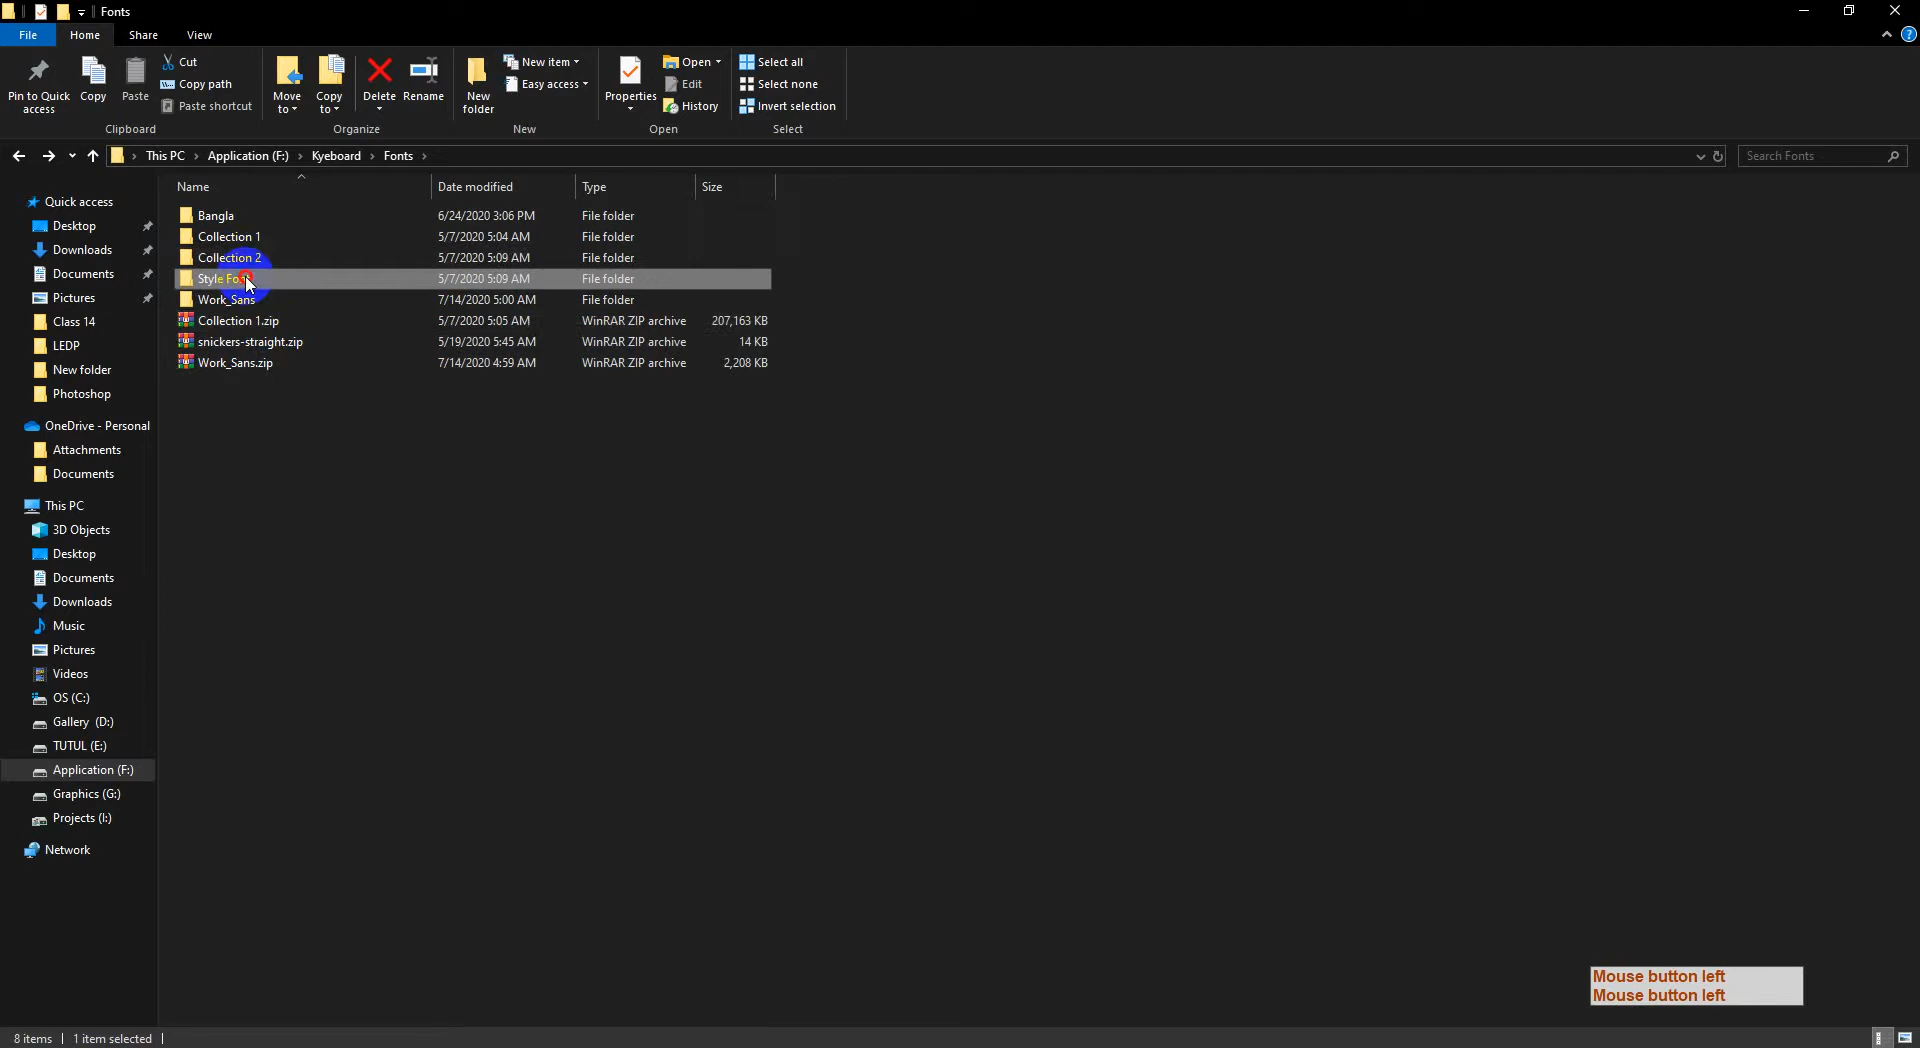 Fonts
File Home Share View
Pin to Quick access
Copy
Paste
Cut
Copy path
Paste shortcut
Clipboard
Move to
Copy to
Delete
Rename
Organize
New folder
New item
Easy access
New
Properties
Open
Edit
History
Open
Select all
Select none
Invert selection
Select
This PC > Application (F:) > Kyeboard > Fonts >
Search Fonts
Name Date modified Type Size
Bangla 6/24/2020 3:06 PM File folder
Collection 1 5/7/2020 5:04 AM File folder
Collection 2 5/7/2020 5:09 AM File folder
Style 5/7/2020 5:09 AM File folder
Work_Sans 7/14/2020 5:00 AM File folder
Collection 1.zip 5/7/2020 5:05 AM WinRAR ZIP archive 207,163 KB
snickers-straight.zip 5/19/2020 5:45 AM WinRAR ZIP archive 14 KB
Work_Sans.zip 7/14/2020 4:59 AM WinRAR ZIP archive 2,208 KB
Quick access
Desktop
Downloads
Documents
Pictures
Class 14
LEDP
New folder
Photoshop
OneDrive - Personal
Attachments
Documents
This PC
3D Objects
Desktop
Documents
Downloads
Music
Pictures
Videos
OS (C:)
Gallery (D:)
TUTUL (E:)
Application (F:)
Graphics (G:)
Projects (I:)
Network
Mouse button left
Mouse button left
8 items 1 item selected